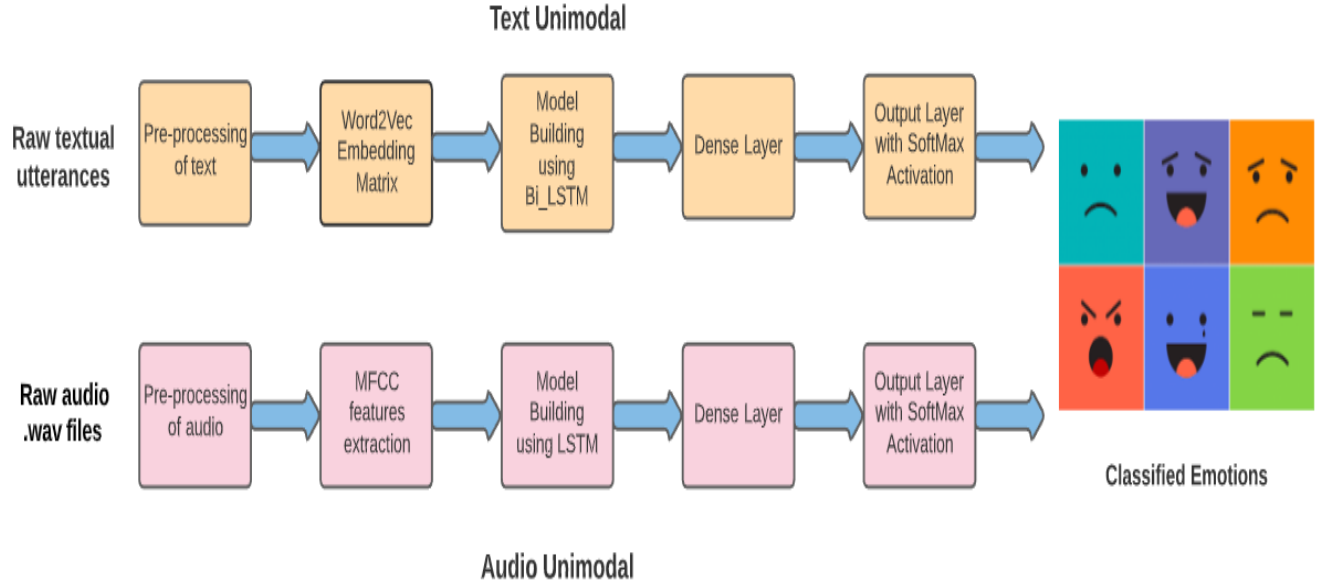 Text Unimodal
Raw textual
utterances
Pre-processing
of text
Word2Vec
Embedding
Matrix
Model
Building
using
Bi_LSTM
Dense Layer
Output Layer
with SoftMax
Activation
Raw audio
.wav files
Pre-processing
of audio
MFCC
features
extraction
Model
Building
using LSTM
Dense Layer
Output Layer
with SoftMax
Activation
Classified Emotions
Audio Unimodal